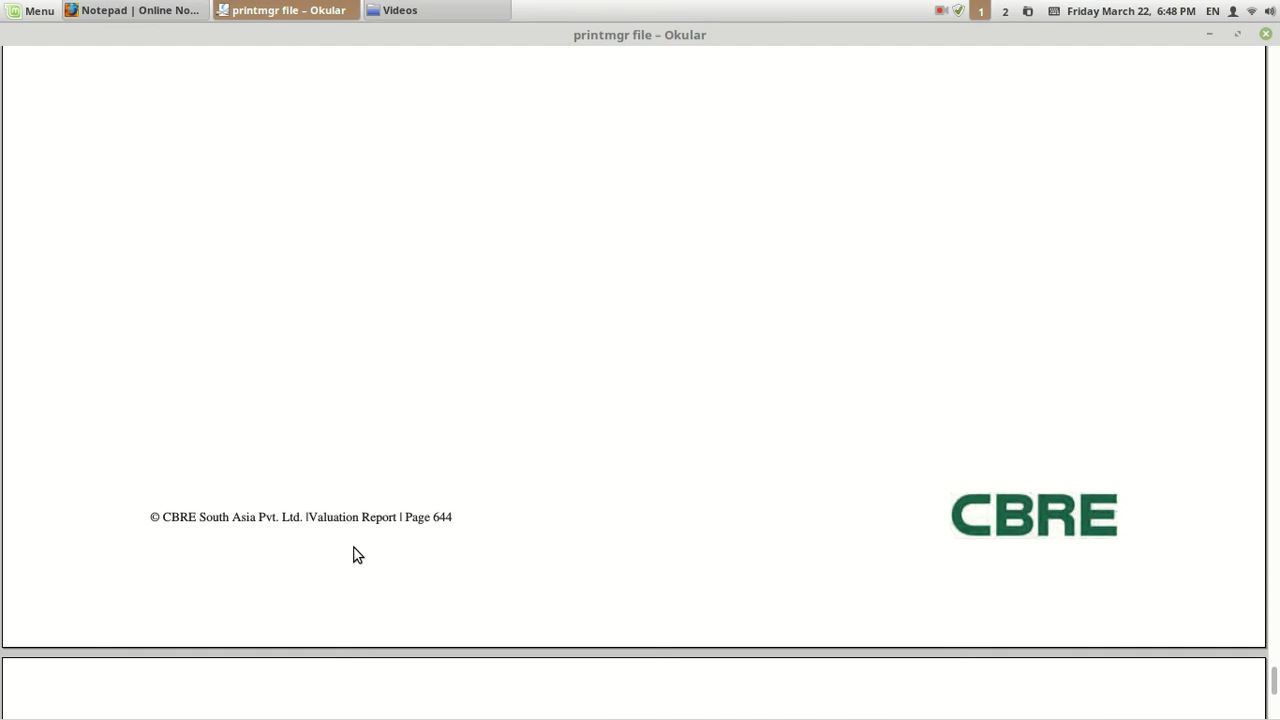 Menu
Notepad | Online No...
printmgr file – Okular
Videos
1
2
Friday March 22, 6:48 PM
EN
printmgr file – Okular
© CBRE South Asia Pvt. Ltd. |Valuation Report | Page 644
CBRE